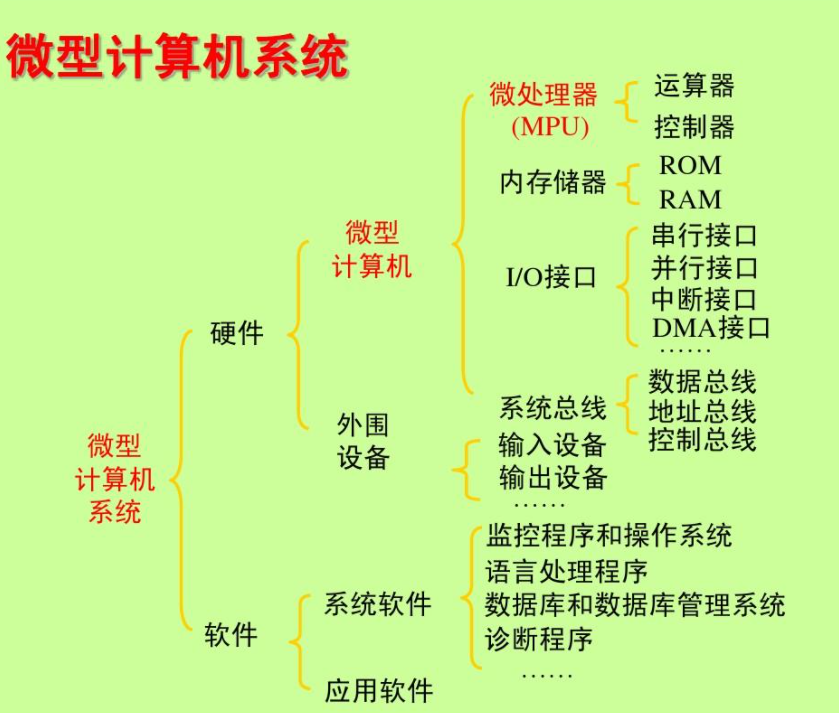 微型计算机系统
微处理器
(MPU)
运算器
控制器
内存储器
ROM
RAM
微型
计算机
I/O接口
串行接口
并行接口
中断接口
DMA接口
······
硬件
系统总线
数据总线
地址总线
控制总线
外围
设备
输入设备
输出设备
······
微型
计算机
系统
软件
系统软件
监控程序和操作系统
语言处理程序
数据库和数据库管理系统
诊断程序
······
应用软件